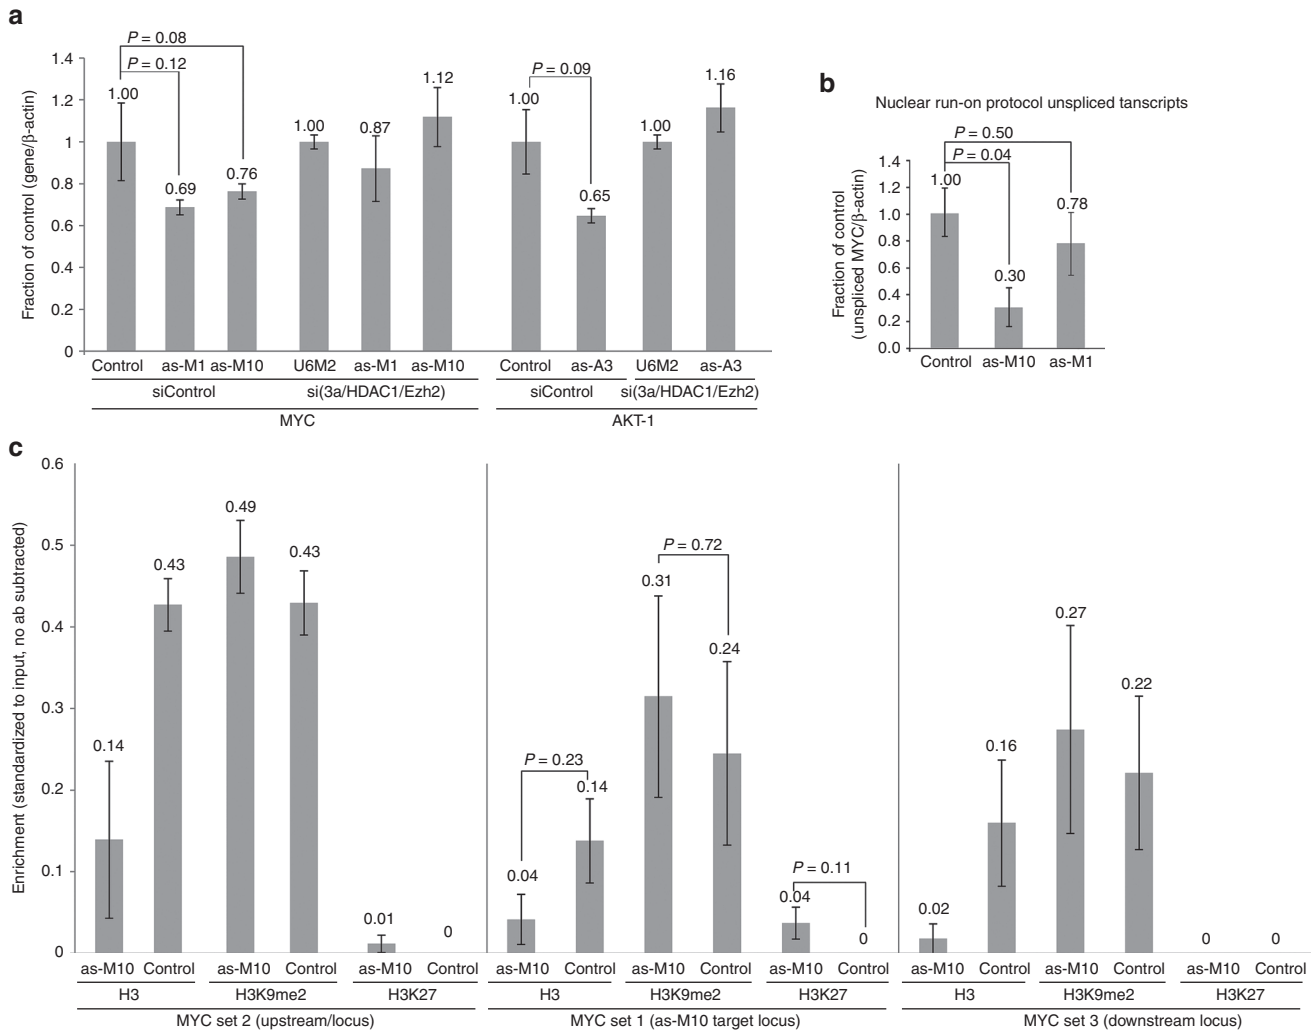 a
P = 0.08
P = 0.12
P = 0.09
1.4
1.2
1
0.8
0.6
0.4
0.2
0
Fraction of control (gene/β-actin)
1.00
0.69
0.76
1.00
0.87
1.12
1.00
0.65
1.00
1.16
Control as-M1 as-M10 U6M2 as-M1 as-M10 Control as-A3 U6M2 as-A3
siControl si(3a/HDAC1/Ezh2) siControl si(3a/HDAC1/Ezh2)
MYC AKT-1
b
Nuclear run-on protocol unspliced tanscripts
P = 0.50
P = 0.04
1.4
1.2
1.0
0.8
0.6
0.4
0.2
0.0
Fraction of control
(unspliced MYC/β-actin)
1.00
0.30
0.78
Control as-M10 as-M1
c
0.6
0.5
0.4
0.3
0.2
0.1
0
Enrichment (standardized to input, no ab subtracted)
0.14
0.43
0.49
0.43
0.01
0
P = 0.23
P = 0.72
P = 0.11
0.04
0.14
0.31
0.24
0.04
0
0.02
0.16
0.27
0.22
0
0
as-M10 Control as-M10 Control as-M10 Control as-M10 Control as-M10 Control as-M10 Control as-M10 Control as-M10 Control as-M10 Control
H3 H3K9me2 H3K27 H3 H3K9me2 H3K27 H3 H3K9me2 H3K27
MYC set 2 (upstream/locus) MYC set 1 (as-M10 target locus) MYC set 3 (downstream locus)